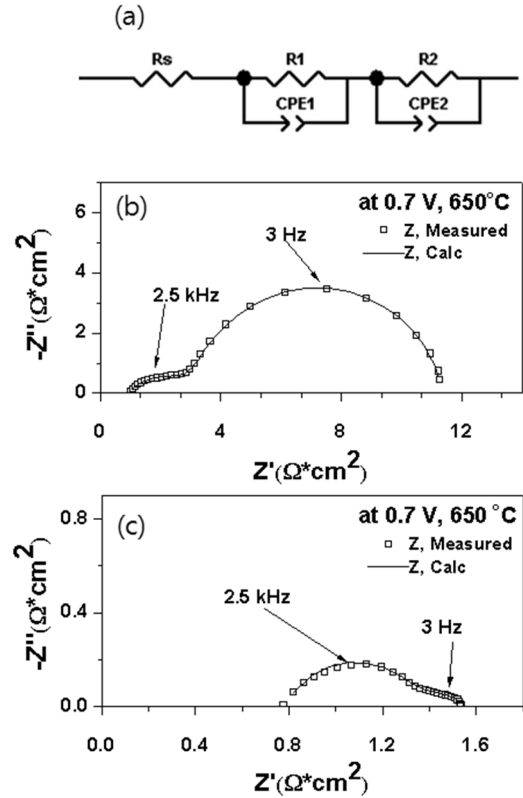 (a)
Rs R1 R2
CPE1 CPE2
(b) at 0.7 V, 650°C
Z, Measured
Z, Calc
3 Hz
2.5 kHz
-Z''(Ω*cm²)
6
4
2
0
0 4 8 12
Z'(Ω*cm²)
(c) at 0.7 V, 650 °C
Z, Measured
Z, Calc
2.5 kHz
3 Hz
-Z''(Ω*cm²)
0.8
0.4
0.0
0.0 0.4 0.8 1.2 1.6
Z'(Ω*cm²)